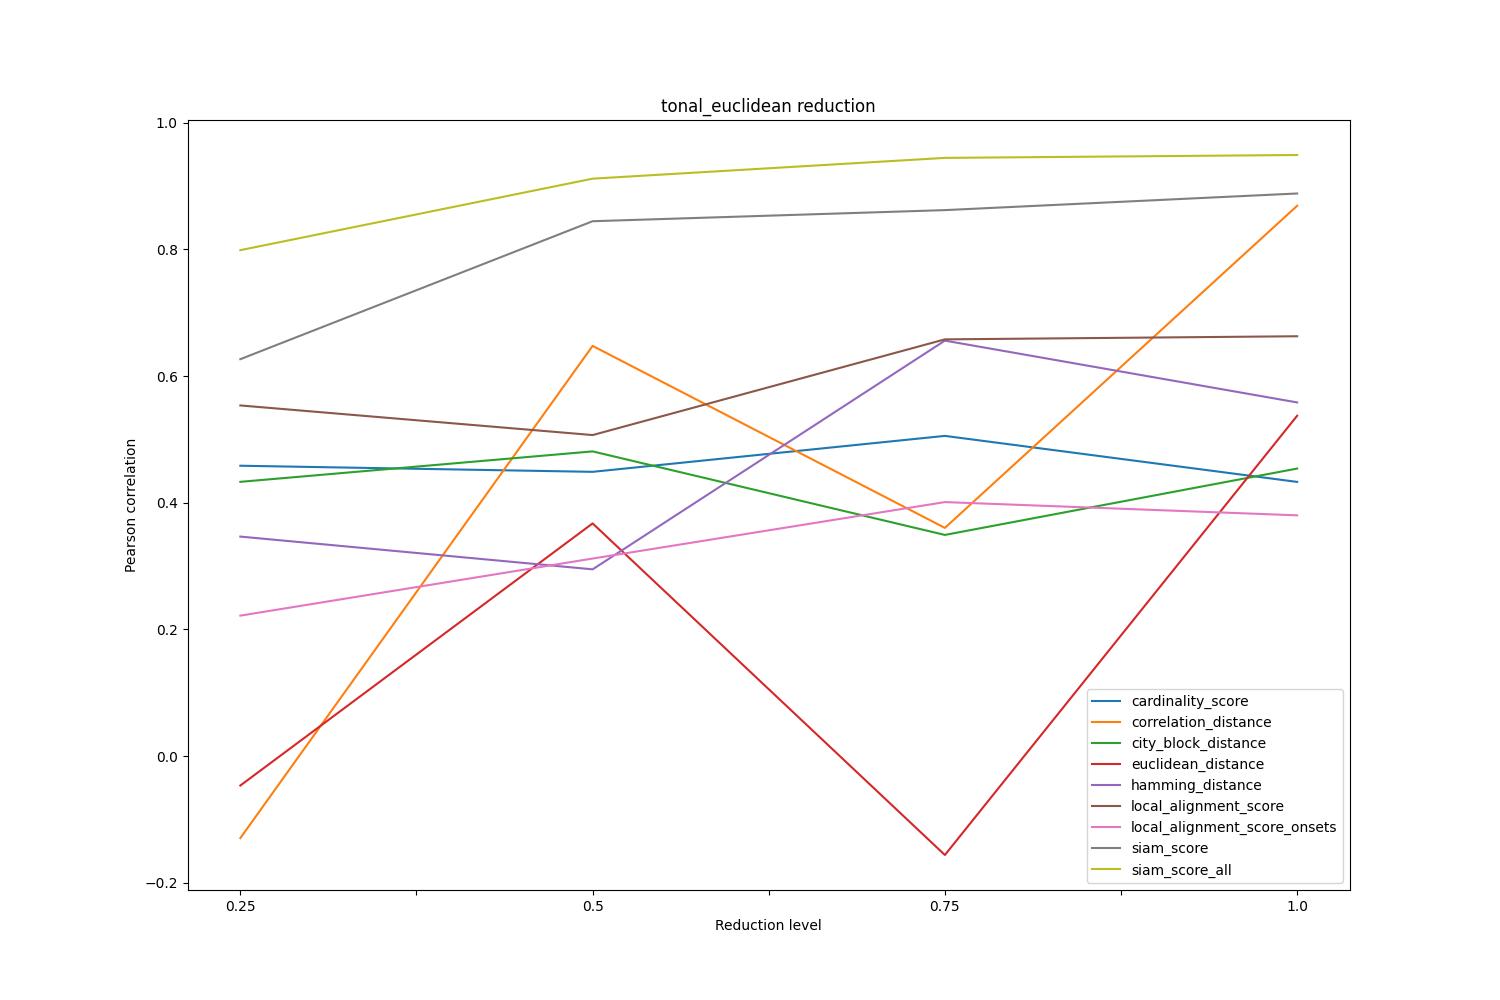 tonal_euclidean reduction
1.0
0.8
0.6
0.4
0.2
0.0
−0.2
Pearson correlation
0.25
0.5
0.75
1.0
Reduction level
cardinality_score
correlation_distance
city_block_distance
euclidean_distance
hamming_distance
local_alignment_score
local_alignment_score_onsets
siam_score
siam_score_all